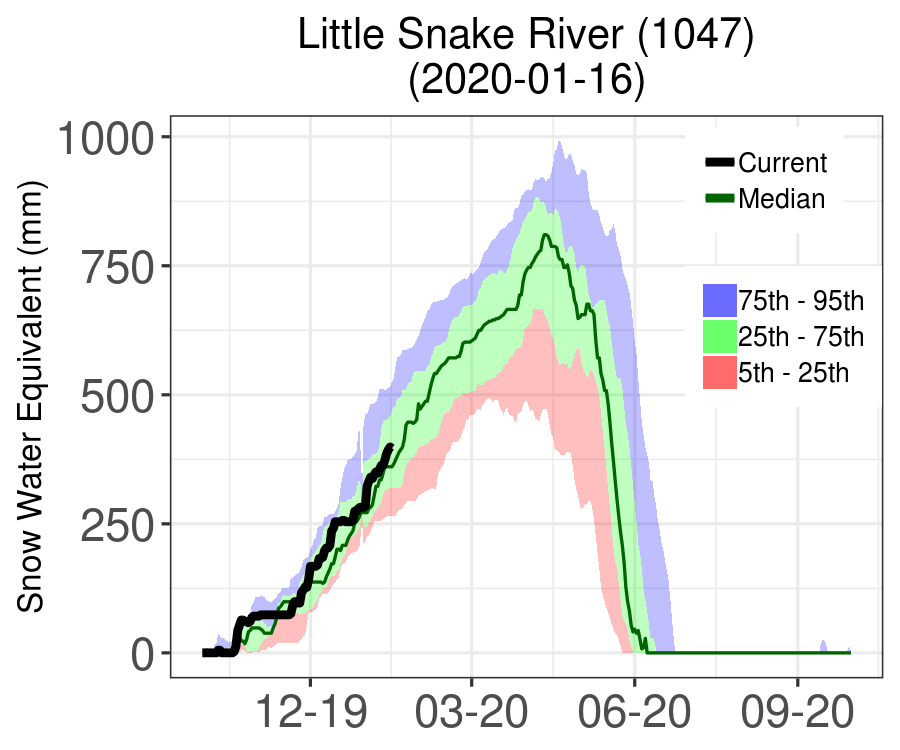 Little Snake River (1047)
(2020-01-16)
Snow Water Equivalent (mm)
1000
750
500
250
0
12-19
03-20
06-20
09-20
Current
Median
75th - 95th
25th - 75th
5th - 25th